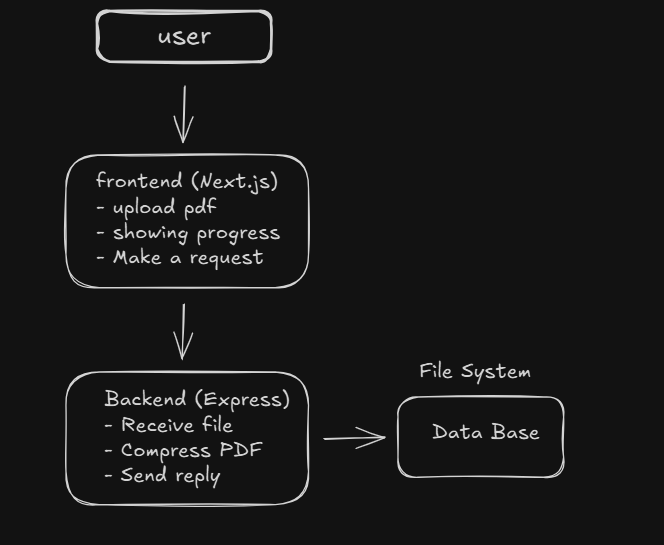 user
frontend (Next.js)
- upload pdf
- showing progress
- Make a request
Backend (Express)
- Receive file
- Compress PDF
- Send reply
File System
Data Base